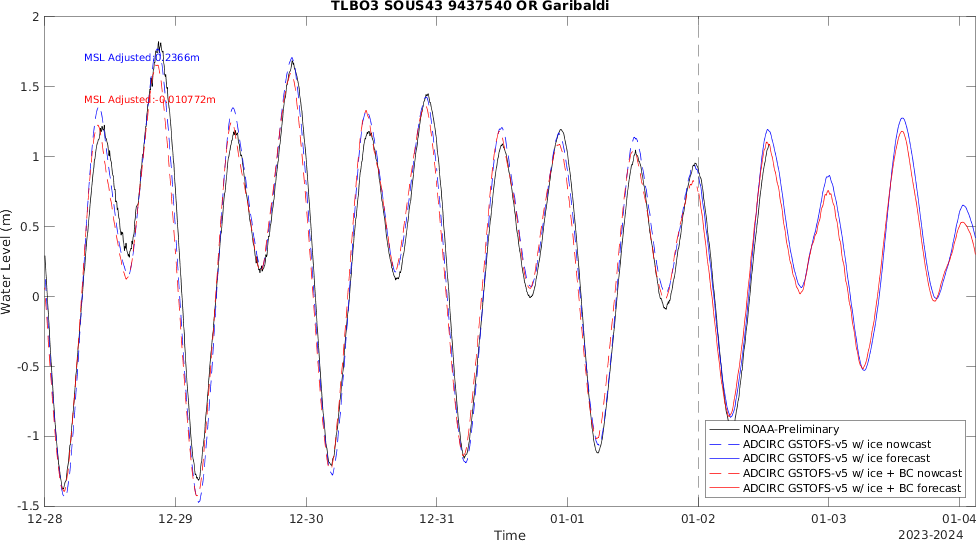 TLBO3 SOUS43 9437540 OR Garibaldi
2
MSL Adjusted:0.2366m
1.5
MSL Adjusted:-0.010772m
1
0.5
Water Level (m)
0
-0.5
-1
-1.5
NOAA-Preliminary
ADCIRC GSTOFS-v5 w/ ice nowcast
ADCIRC GSTOFS-v5 w/ ice forecast
ADCIRC GSTOFS-v5 w/ ice + BC nowcast
ADCIRC GSTOFS-v5 w/ ice + BC forecast
12-28 12-29 12-30 12-31 01-01 01-02 01-03 01-04
Time
2023-2024